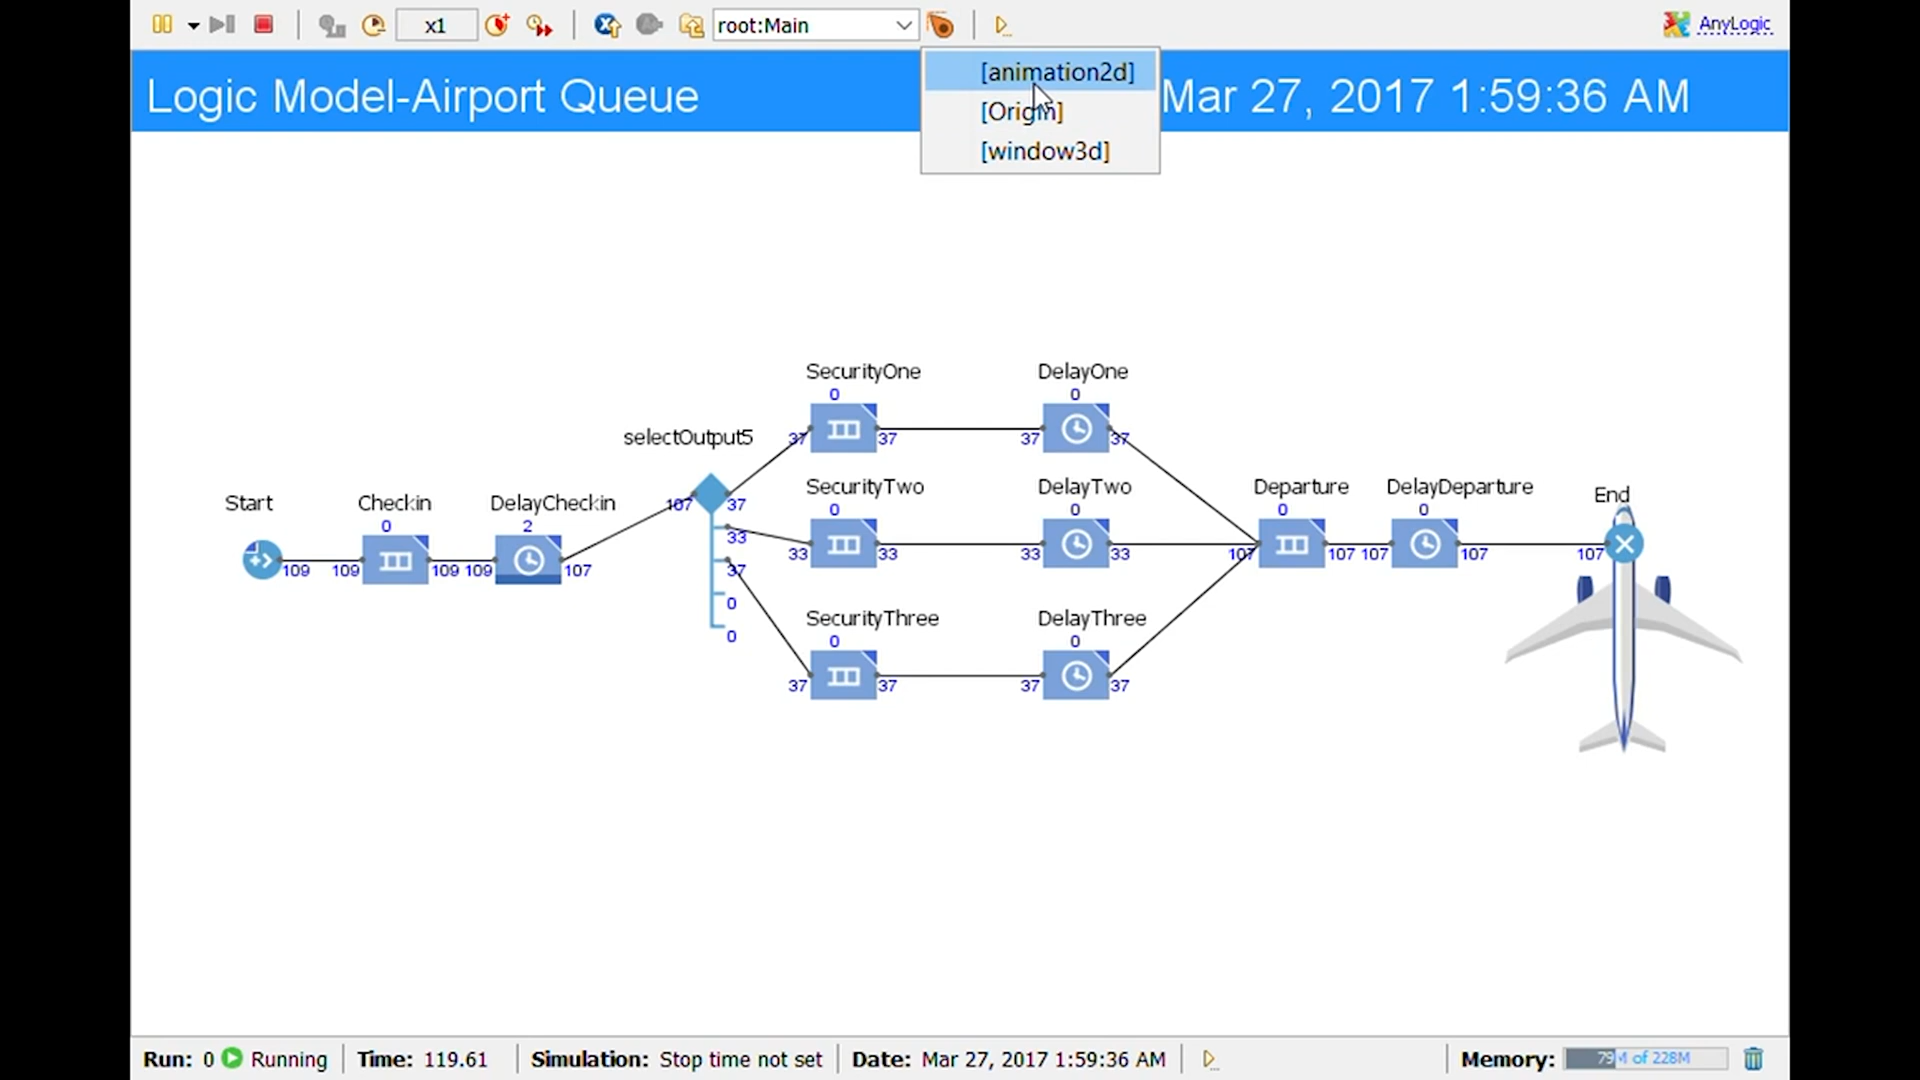 x1
root:Main
AnyLogic
[animation2d]
[Origin]
[window3d]
Logic Model-Airport Queue
Mar 27, 2017 1:59:36 AM
SecurityOne
DelayOne
0
0
37
37
37
37
selectOutput5
107
37
33
37
0
0
SecurityTwo
DelayTwo
0
0
33
33
33
33
Start
Checkin
DelayCheckin
0
2
109
109
109
109
107
Departure
DelayDeparture
End
0
0
107
107
107
107
107
SecurityThree
DelayThree
0
0
37
37
37
37
Run: 0 Running
Time: 119.61
Simulation: Stop time not set
Date: Mar 27, 2017 1:59:36 AM
Memory: 79M of 228M